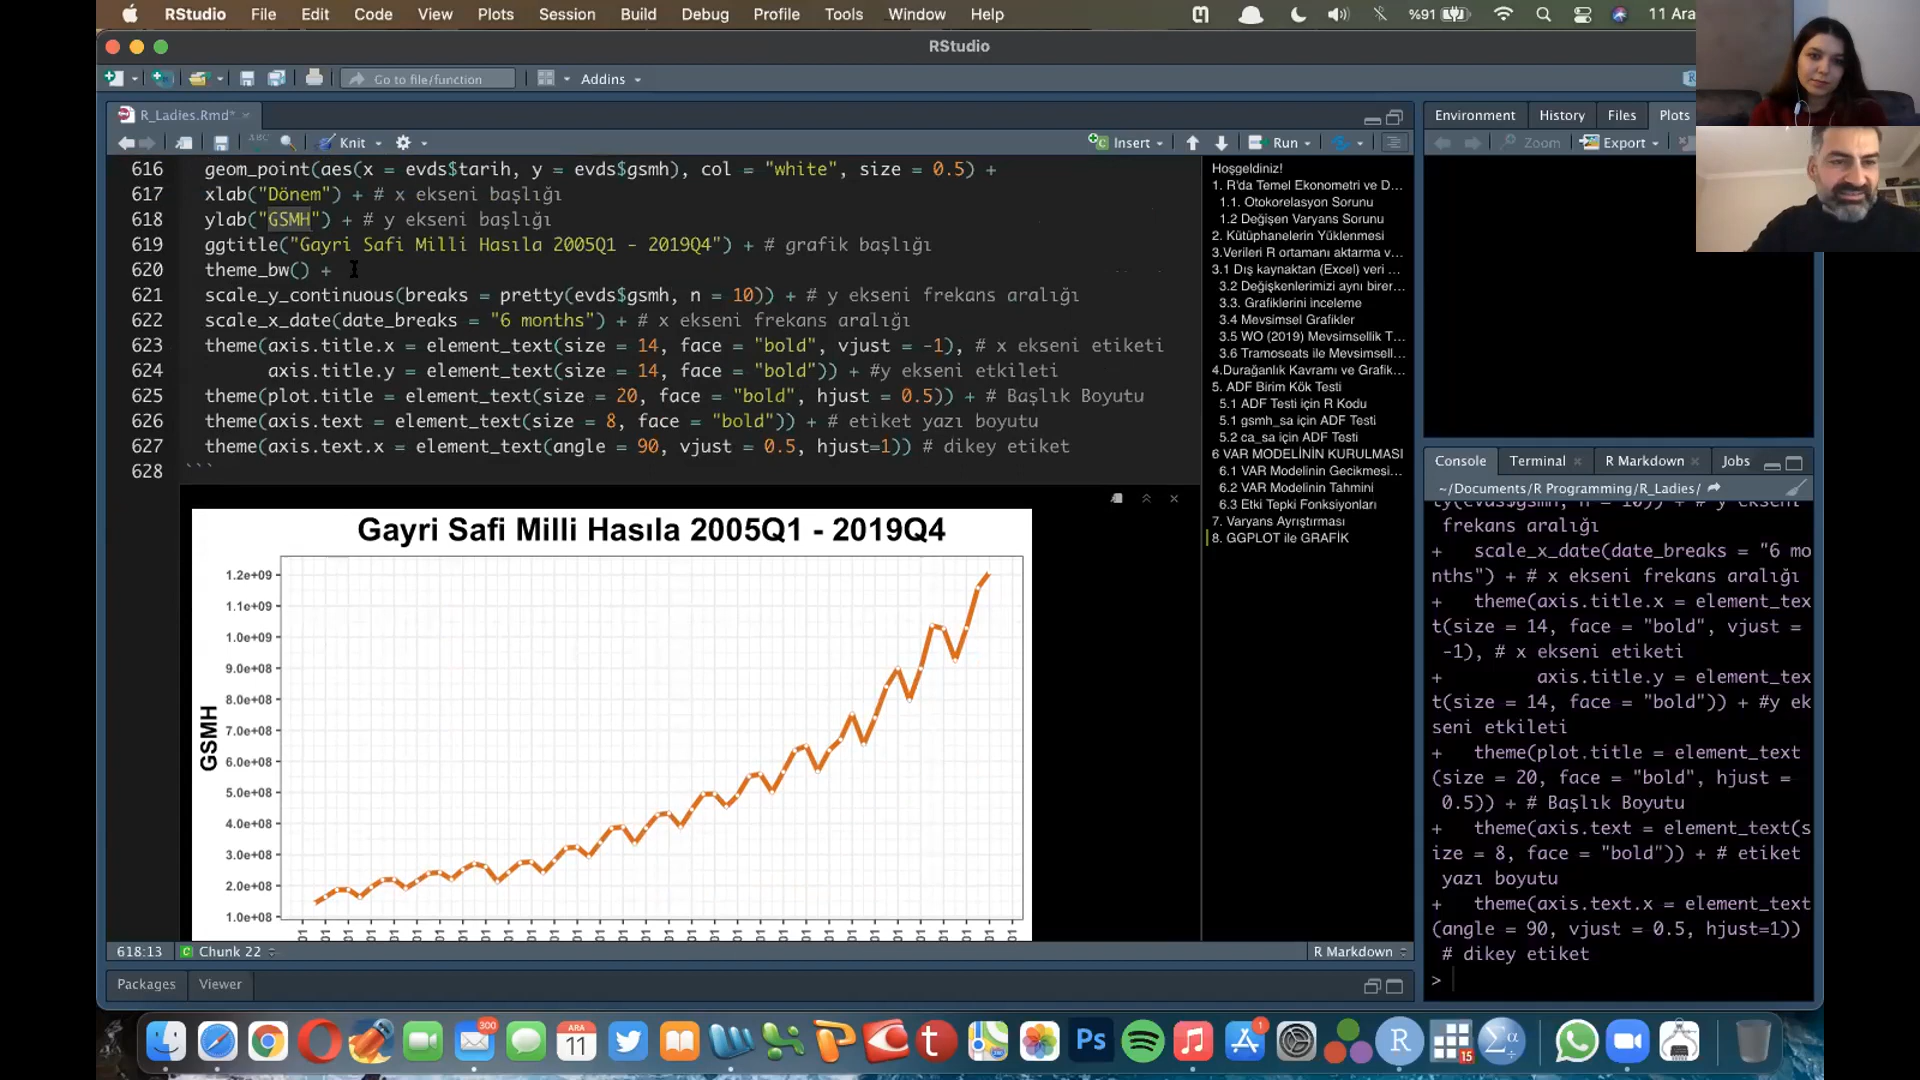 RStudio File Edit Code View Plots Session Build Debug Profile Tools Window Help %91 11 Ara
RStudio
Go to file/function Addins
R_Ladies.Rmd*
Knit Insert Run
616 geom_point(aes(x = evds$tarih, y = evds$gsmh), col = "white", size = 0.5) +
617 xlab("Dönem") + # x ekseni başlığı
618 ylab("GSMH") + # y ekseni başlığı
619 ggtitle("Gayri Safi Milli Hasıla 2005Q1 - 2019Q4") + # grafik başlığı
620 theme_bw() +
621 scale_y_continuous(breaks = pretty(evds$gsmh, n = 10)) + # y ekseni frekans aralığı
622 scale_x_date(date_breaks = "6 months") + # x ekseni frekans aralığı
623 theme(axis.title.x = element_text(size = 14, face = "bold", vjust = -1), # x ekseni etiketi
624 axis.title.y = element_text(size = 14, face = "bold")) + #y ekseni etkileti
625 theme(plot.title = element_text(size = 20, face = "bold", hjust = 0.5)) + # Başlık Boyutu
626 theme(axis.text = element_text(size = 8, face = "bold")) + # etiket yazı boyutu
627 theme(axis.text.x = element_text(angle = 90, vjust = 0.5, hjust=1)) # dikey etiket
628 ```
Gayri Safi Milli Hasıla 2005Q1 - 2019Q4
GSMH
1.2e+09
1.1e+09
1.0e+09
9.0e+08
8.0e+08
7.0e+08
6.0e+08
5.0e+08
4.0e+08
3.0e+08
2.0e+08
1.0e+08
618:13 Chunk 22 R Markdown
Packages Viewer
Hoşgeldiniz!
1. R'da Temel Ekonometri ve D...
1.1. Otokorelasyon Sorunu
1.2 Değişen Varyans Sorunu
2. Kütüphanelerin Yüklenmesi
3.Verileri R ortamanı aktarma v...
3.1 Dış kaynaktan (Excel) veri ...
3.2 Değişkenlerimizi aynı birer...
3.3. Grafiklerini inceleme
3.4 Mevsimsel Grafikler
3.5 WO (2019) Mevsimsellik T...
3.6 Tramoseats ile Mevsimsell...
4.Durağanlık Kavramı ve Grafik...
5. ADF Birim Kök Testi
5.1 ADF Testi için R Kodu
5.1 gsmh_sa için ADF Testi
5.2 ca_sa için ADF Testi
6 VAR MODELİNİN KURULMASI
6.1 VAR Modelinin Gecikmesi...
6.2 VAR Modelinin Tahmini
6.3 Etki Tepki Fonksiyonları
7. Varyans Ayrıştırması
8. GGPLOT ile GRAFİK
Environment History Files Plots
Zoom Export
Console Terminal R Markdown Jobs
~/Documents/R Programming/R_Ladies/
ty(evds$gsmh, n = 10)) + # y ekseni
frekans aralığı
+ scale_x_date(date_breaks = "6 mo
nths") + # x ekseni frekans aralığı
+ theme(axis.title.x = element_tex
t(size = 14, face = "bold", vjust =
-1), # x ekseni etiketi
+ axis.title.y = element_tex
t(size = 14, face = "bold")) + #y ek
seni etkileti
+ theme(plot.title = element_text
(size = 20, face = "bold", hjust =
0.5)) + # Başlık Boyutu
+ theme(axis.text = element_text(s
ize = 8, face = "bold")) + # etiket
yazı boyutu
+ theme(axis.text.x = element_text
(angle = 90, vjust = 0.5, hjust=1))
# dikey etiket
>
300
ARA
11
Ps
1
R
15
Σα